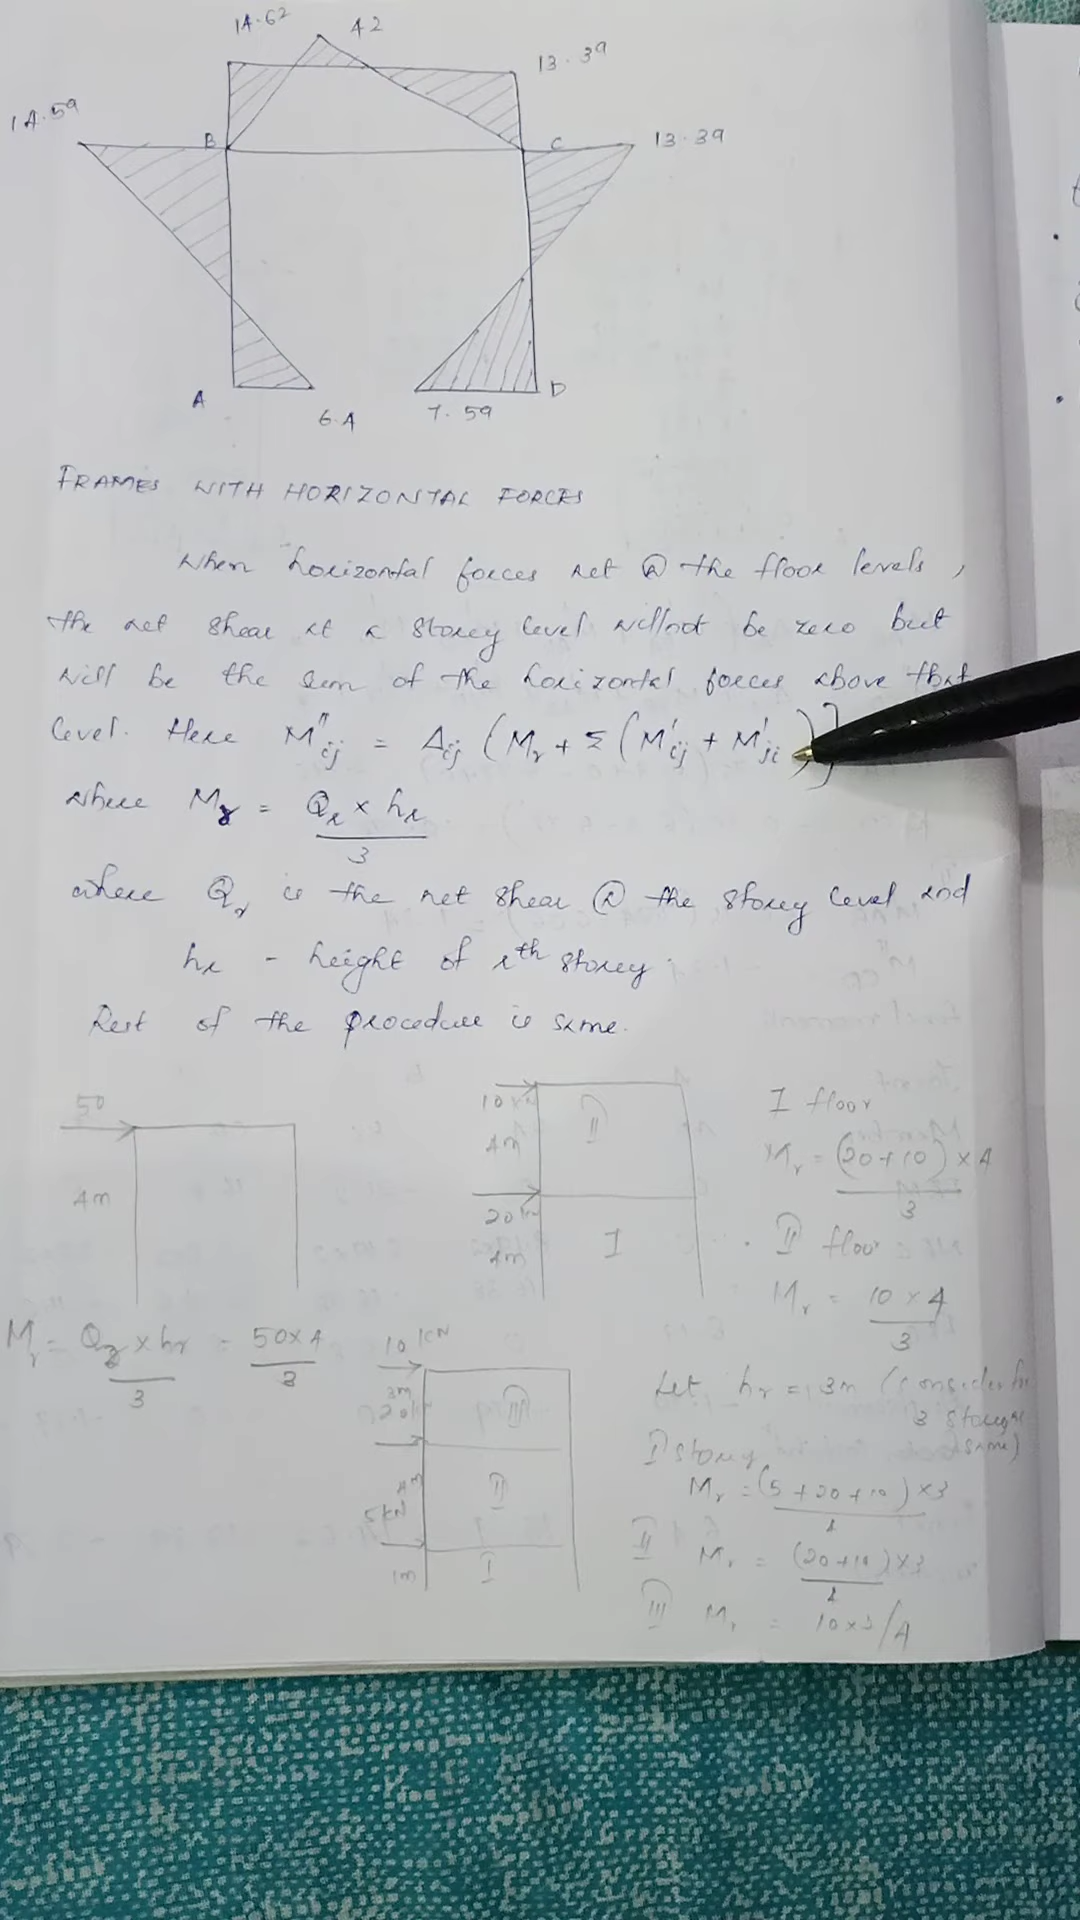 14.62
42
13.39
14.59
B
C
13.39
A
D
6.4
7.59
FRAMES WITH HORIZONTAL FORCES
When horizontal forces act @ the floor levels,
the net shear at a storey level will not be zero but
will be the sum of the horizontal forces above that
level. Here M''ij = Δij (Mr + Σ (M'ij + M'ji)]
where Mr = Qr × hr / 3
where Qr is the net shear @ the storey level and
hr - height of rth storey.
Rest of the procedure is same.
50
4m
Mr = Qr × hr / 3 = 50×4 / 3
10
II
4m
20
I
4m
I floor
Mr = (20+10) × 4 / 3
II floor
Mr = 10 × 4 / 3
10 KN
3m
20
III
II
5 KN
I
1m
Let, hr = 3m (consider
3 storeys
same)
I storey
Mr = (5+20+10) ×3
II Mr = (20+10)×3
III Mr = 10×3/4